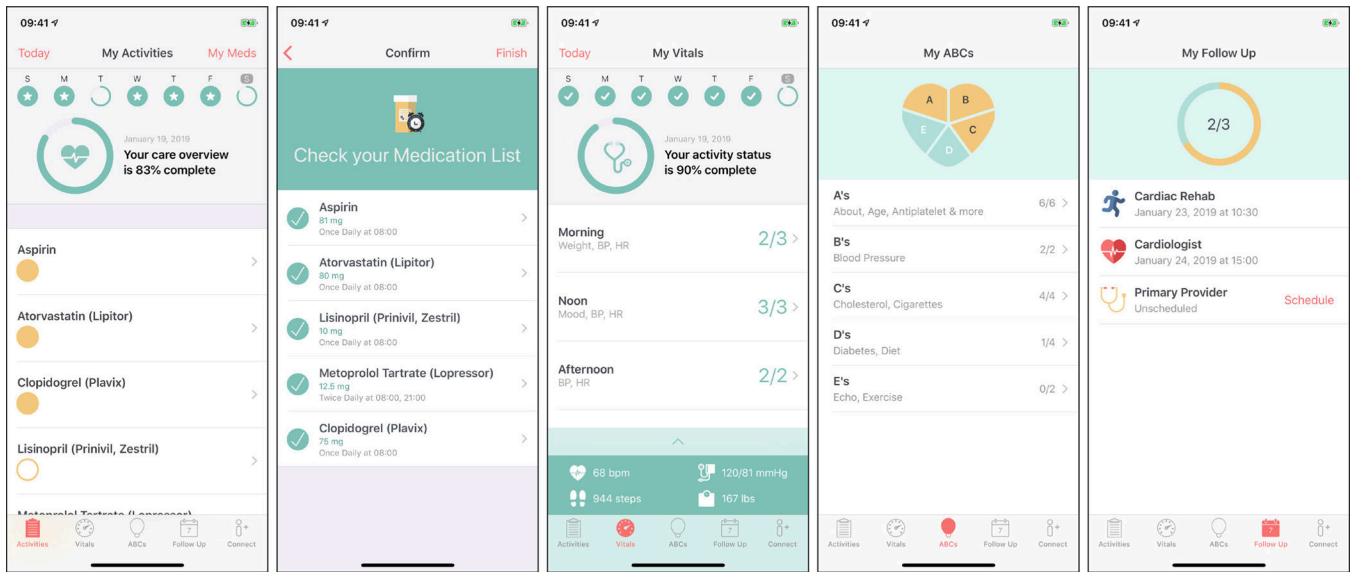 09:41
Today My Activities My Meds
S M T W T F S
January 19, 2019
Your care overview
is 83% complete
Aspirin
Atorvastatin (Lipitor)
Clopidogrel (Plavix)
Lisinopril (Prinivil, Zestril)
Metoprolol Tartrate (Lopressor)
Activities Vitals ABCs Follow Up Connect
09:41
Confirm Finish
Check your Medication List
Aspirin
81 mg
Once Daily at 08:00
Atorvastatin (Lipitor)
80 mg
Once Daily at 08:00
Lisinopril (Prinivil, Zestril)
10 mg
Once Daily at 08:00
Metoprolol Tartrate (Lopressor)
12.5 mg
Twice Daily at 08:00, 21:00
Clopidogrel (Plavix)
75 mg
Once Daily at 08:00
09:41
Today My Vitals
S M T W T F S
January 19, 2019
Your activity status
is 90% complete
Morning
Weight, BP, HR
2/3
Noon
Mood, BP, HR
3/3
Afternoon
BP, HR
2/2
68 bpm 120/81 mmHg
944 steps 167 lbs
Activities Vitals ABCs Follow Up Connect
09:41
My ABCs
A B
E C
D
A's
About, Age, Antiplatelet & more
6/6
B's
Blood Pressure
2/2
C's
Cholesterol, Cigarettes
4/4
D's
Diabetes, Diet
1/4
E's
Echo, Exercise
0/2
Activities Vitals ABCs Follow Up Connect
09:41
My Follow Up
2/3
Cardiac Rehab
January 23, 2019 at 10:30
Cardiologist
January 24, 2019 at 15:00
Primary Provider
Unscheduled
Schedule
Activities Vitals ABCs Follow Up Connect